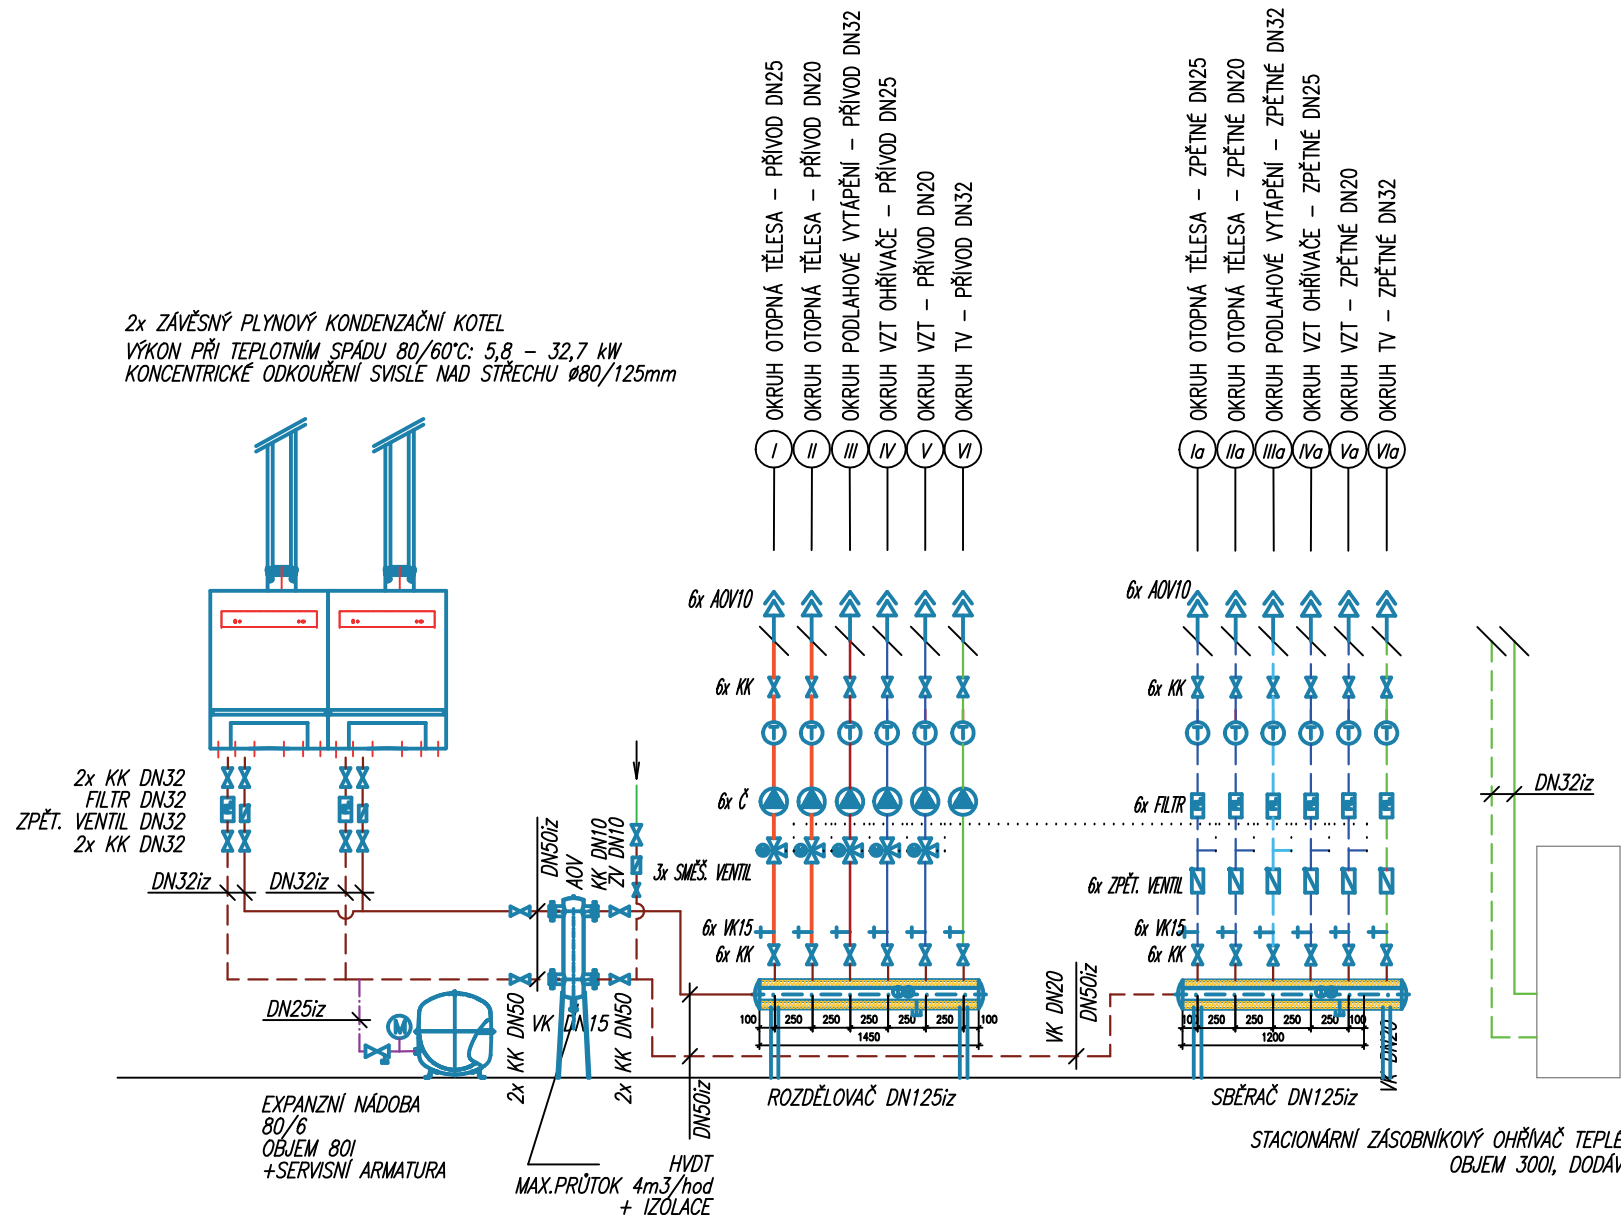 OKRUH OTOPNÁ TĚLESA – PŘÍVOD DN25
OKRUH OTOPNÁ TĚLESA – PŘÍVOD DN20
OKRUH PODLAHOVÉ VYTÁPĚNÍ – PŘÍVOD DN32
OKRUH VZT OHŘÍVAČE – PŘÍVOD DN25
OKRUH VZT – PŘÍVOD DN20
OKRUH TV – PŘÍVOD DN32
OKRUH OTOPNÁ TĚLESA – ZPĚTNÉ DN25
OKRUH OTOPNÁ TĚLESA – ZPĚTNÉ DN20
OKRUH PODLAHOVÉ VYTÁPĚNÍ – ZPĚTNÉ DN32
OKRUH VZT OHŘÍVAČE – ZPĚTNÉ DN25
OKRUH VZT – ZPĚTNÉ DN20
OKRUH TV – ZPĚTNÉ DN32
2x ZÁVĚSNÝ PLYNOVÝ KONDENZAČNÍ KOTEL
VÝKON PŘI TEPLOTNÍM SPÁDU 80/60°C: 5,8 – 32,7 kW
KONCENTRICKÉ ODKOUŘENÍ SVISLE NAD STŘECHU ø80/125mm
I II III IV V VI
Ia IIa IIIa IVa Va VIa
6x AOV10
6x AOV10
6x KK
6x KK
T T T T T T
T T T T T T
2x KK DN32
FILTR DN32
ZPĚT. VENTIL DN32
2x KK DN32
6x Č
6x FILTR
DN32iz
DN32iz
DN32iz
DN50iz
AOV
KK DN10
ZV DN10
3x SMĚŠ. VENTIL
6x ZPĚT. VENTIL
6x VK15
6x KK
6x VK15
6x KK
DN25iz
M
2x KK DN50
VK DN15
2x KK DN50
DN50iz
VK DN20
DN50iz
100 250 250 250 250 250 100
1450
100 250 250 250 250 100
1200
VK DN20
ROZDĚLOVAČ DN125iz
SBĚRAČ DN125iz
EXPANZNÍ NÁDOBA
80/6
OBJEM 80l
+SERVISNÍ ARMATURA
HVDT
MAX.PRŮTOK 4m3/hod
+ IZOLACE
STACIONÁRNÍ ZÁSOBNÍKOVÝ OHŘÍVAČ TEPLÉ
OBJEM 300l, DODÁV